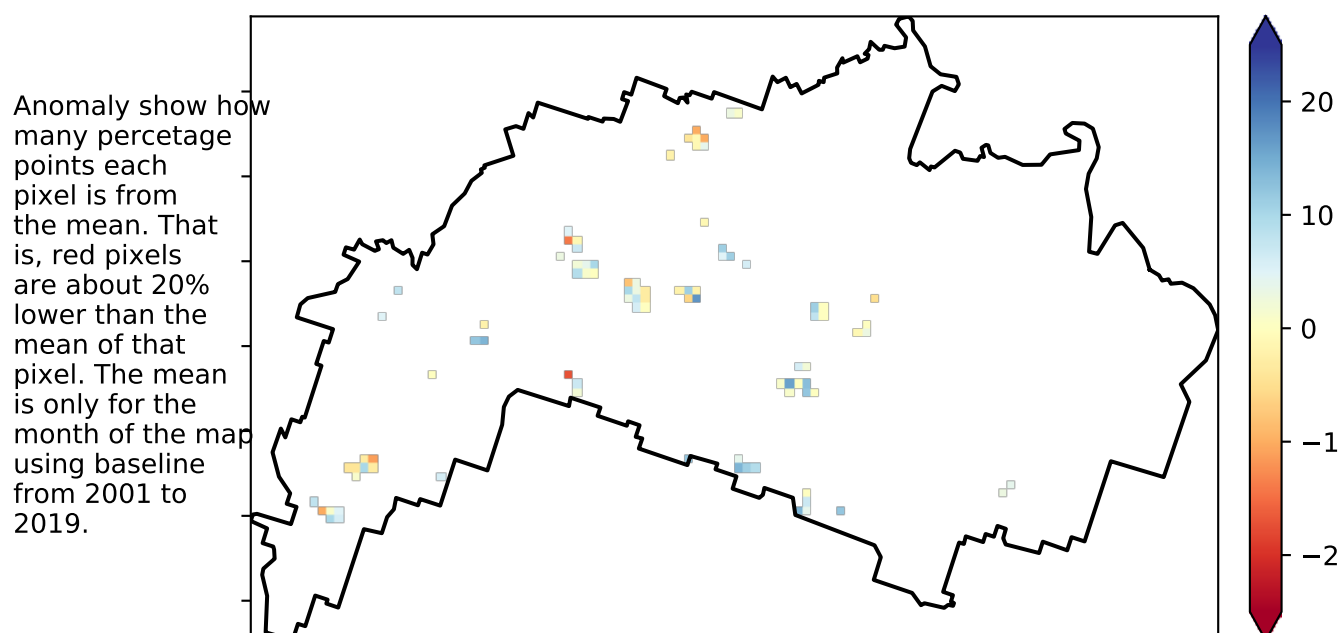 Anomaly show how
many percetage
points each
pixel is from
the mean. That
is, red pixels
are about 20%
lower than the
mean of that
pixel. The mean
is only for the
month of the map
using baseline
from 2001 to
2019.
20
10
0
−1
−2